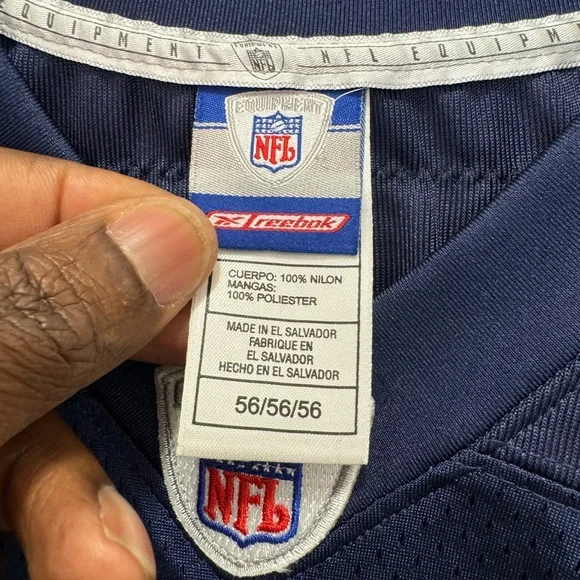 QUIPMENT NFL NFL EQUIPMENT
EQUIPMENT
NFL
Reebok
CUERPO: 100% NILON
MANGAS:
100% POLIESTER
MADE IN EL SALVADOR
FABRIQUE EN
EL SALVADOR
HECHO EN EL SALVADOR
56/56/56
NFL